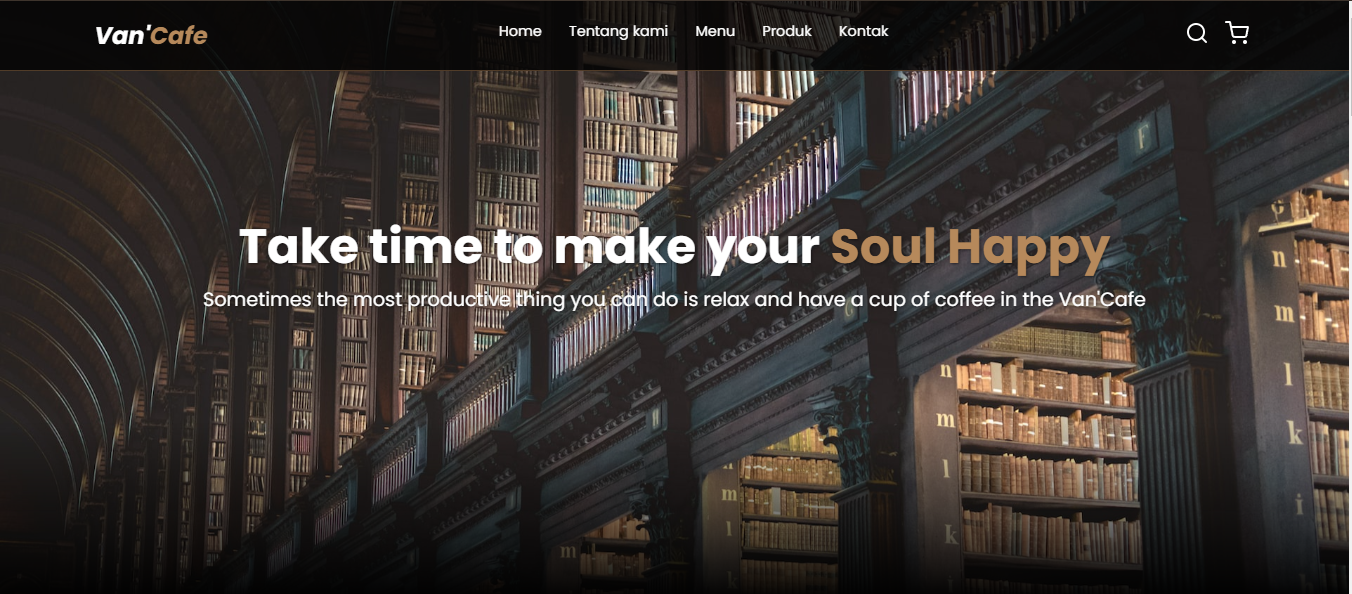 Van'Cafe
Home Tentang kami Menu Produk Kontak
Take time to make your Soul Happy
Sometimes the most productive thing you can do is relax and have a cup of coffee in the Van'Cafe
F
n
m
l
k
i
n
m
l
k
m
l
k
m